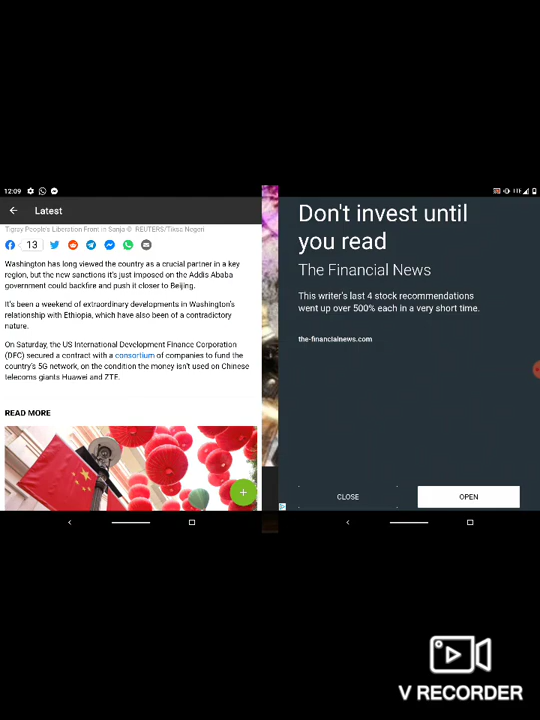 12:09
Latest
Tigray People's Liberation Front in Sanja © REUTERS/Tiksa Negeri
13
Washington has long viewed the country as a crucial partner in a key
region, but the new sanctions it's just imposed on the Addis Ababa
government could backfire and push it closer to Beijing.
It's been a weekend of extraordinary developments in Washington's
relationship with Ethiopia, which have also been of a contradictory
nature.
On Saturday, the US International Development Finance Corporation
(DFC) secured a contract with a consortium of companies to fund the
country's 5G network, on the condition the money isn't used on Chinese
telecoms giants Huawei and ZTE.
READ MORE
Don't invest until
you read
The Financial News
This writer's last 4 stock recommendations
went up over 500% each in a very short time.
the-financialnews.com
CLOSE
OPEN
V RECORDER